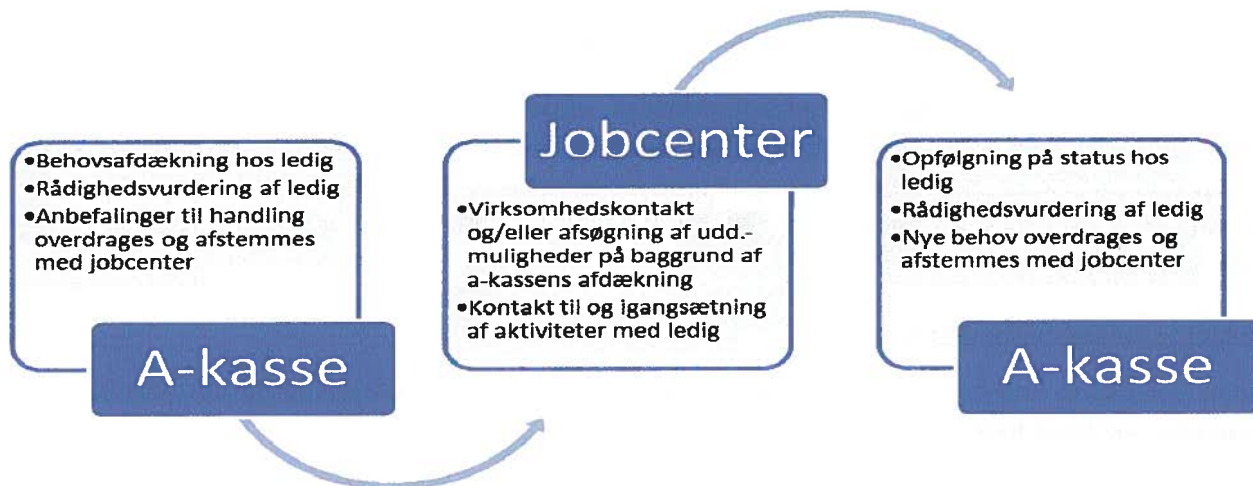 •Behovsafdækning hos ledig
•Rådighedsvurdering af ledig
•Anbefalinger til handling
overdrages og afstemmes
med jobcenter
A-kasse
Jobcenter
•Virksomhedskontakt
og/eller afsøgning af udd.-
muligheder på baggrund af
a-kassens afdækning
•Kontakt til og igangsætning
af aktiviteter med ledig
•Opfølgning på status hos
ledig
•Rådighedsvurdering af ledig
•Nye behov overdrages og
afstemmes med jobcenter
A-kasse